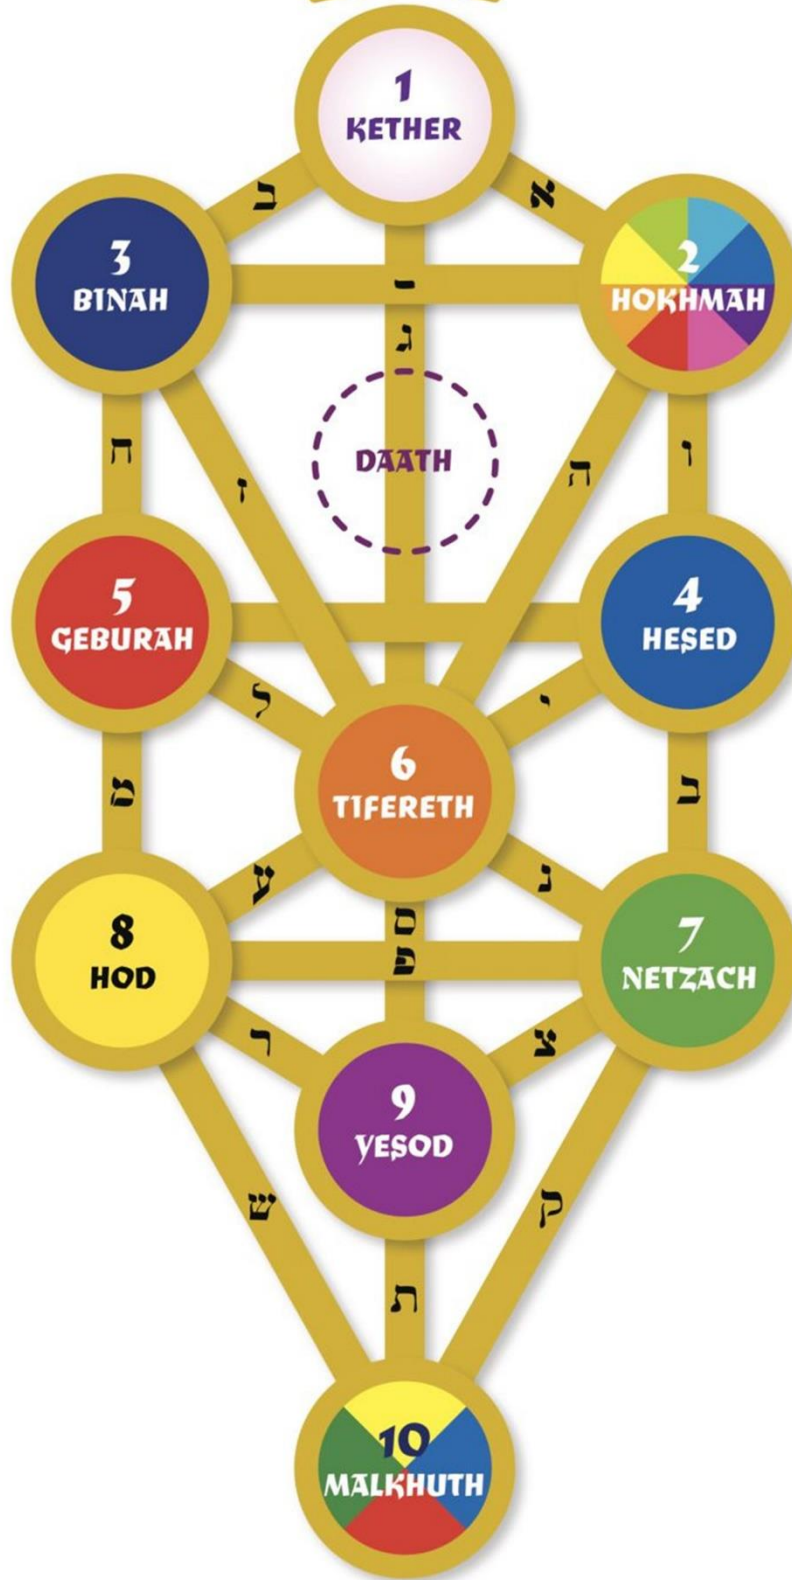 1
KETHER
ב
א
3
BINAH
2
HOKHMAH
ג
DAATH
ח
ז
ה
ו
5
GEBURAH
4
HESED
ל
י
6
TIFERETH
ב
ע
נ
ם
8
HOD
7
NETZACH
ר
צ
9
YESOD
ש
ק
ת
10
MALKHUTH